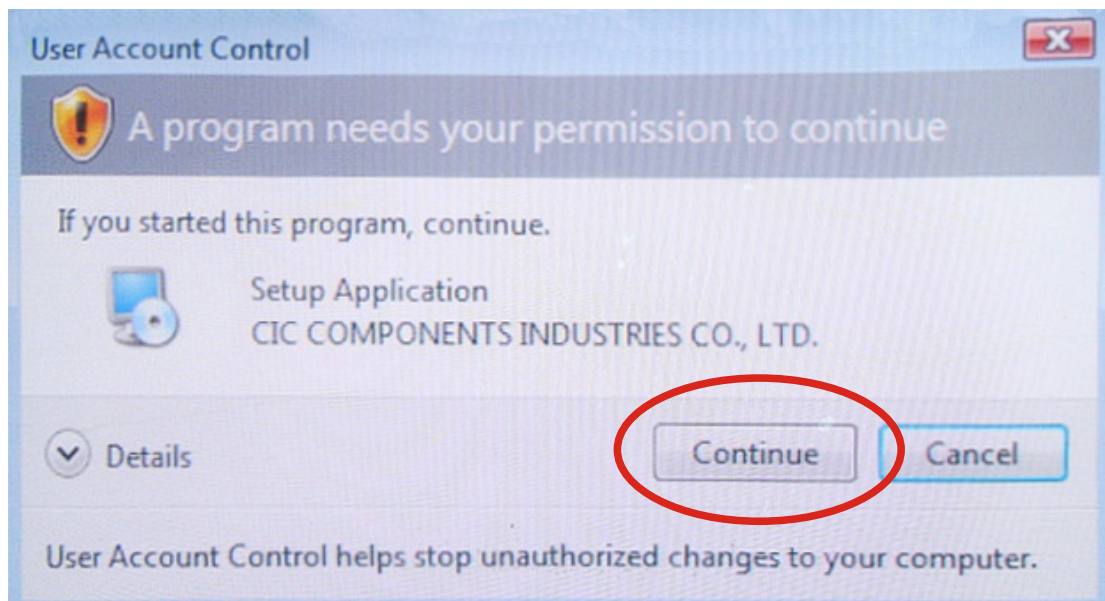 User Account Control
A program needs your permission to continue
If you started this program, continue.
Setup Application
CIC COMPONENTS INDUSTRIES CO., LTD.
Details
Continue
Cancel
User Account Control helps stop unauthorized changes to your computer.